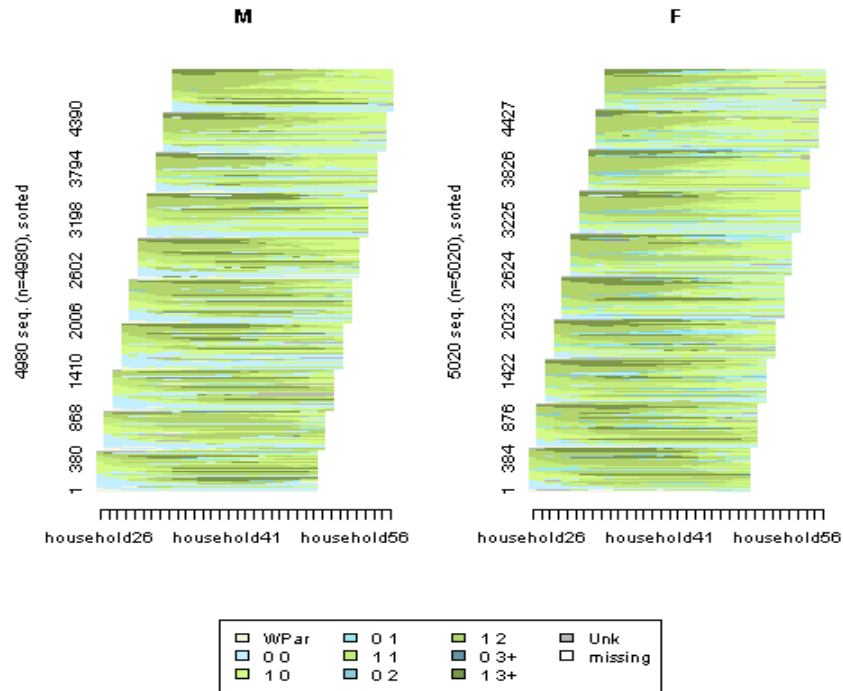 M F
4980 seq. (n=4980), sorted
1 380 868 1410 2006 2602 3198 3794 4390
household26 household41 household56
5020 seq. (n=5020), sorted
1 384 876 1422 2023 2624 3225 3826 4427
household26 household41 household56
WPar 0 1 1 2 Unk
0 0 1 1 0 3+ missing
1 0 0 2 1 3+